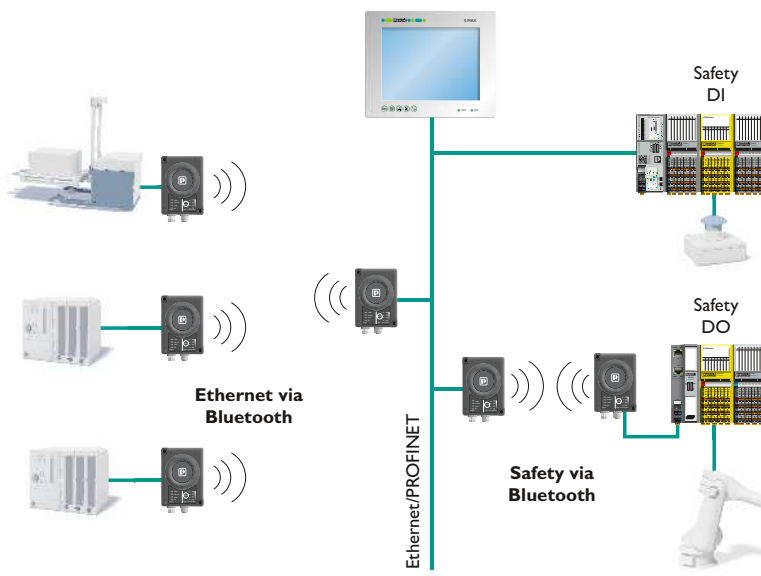 Safety
DI
Safety
DO
Ethernet via
Bluetooth
Ethernet/PROFINET
Safety via
Bluetooth